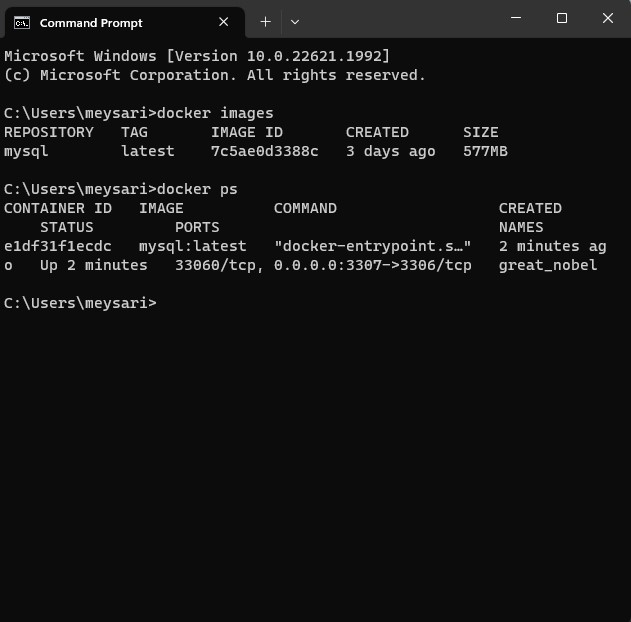 Command Prompt
Microsoft Windows [Version 10.0.22621.1992]
(c) Microsoft Corporation. All rights reserved.
C:\Users\meysari>docker images
REPOSITORY   TAG       IMAGE ID       CREATED      SIZE
mysql        latest    7c5ae0d3388c   3 days ago   577MB
C:\Users\meysari>docker ps
CONTAINER ID   IMAGE          COMMAND                  CREATED
    STATUS         PORTS                               NAMES
e1df31f1ecdc   mysql:latest   "docker-entrypoint.s…"   2 minutes ag
o   Up 2 minutes   33060/tcp, 0.0.0.0:3307->3306/tcp   great_nobel
C:\Users\meysari>